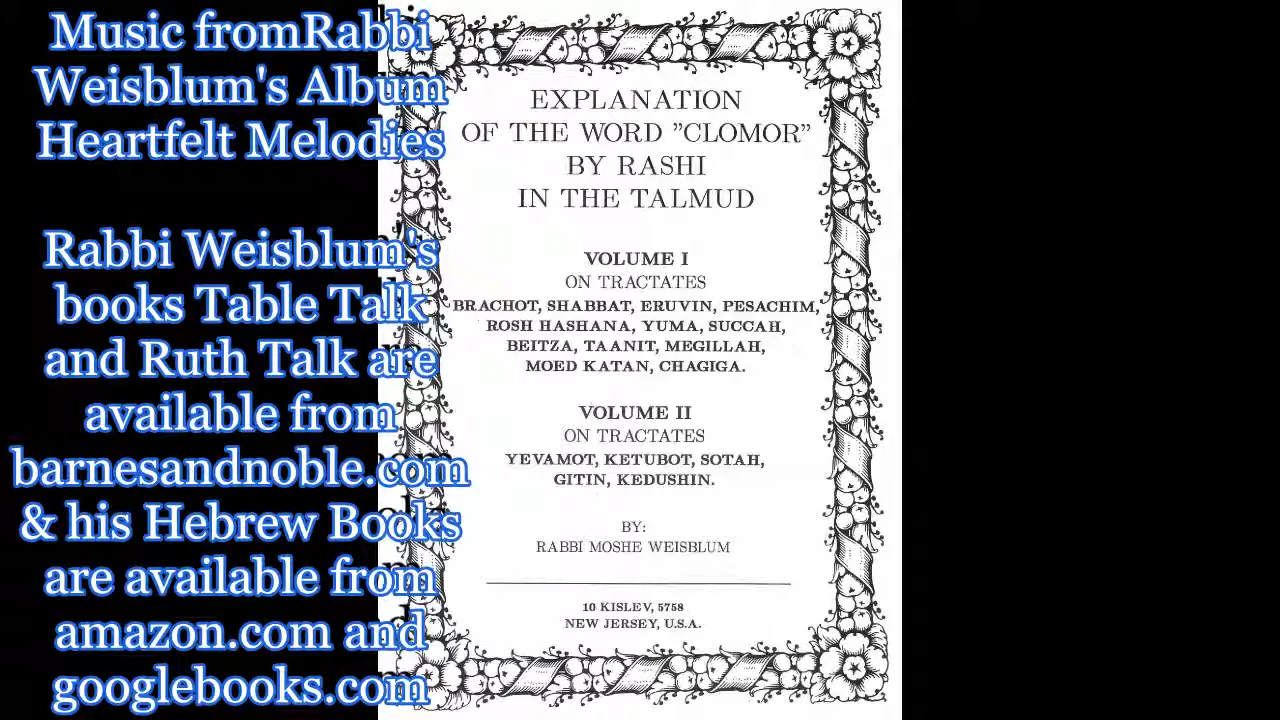 Music fromRabbi
Weisblum's Album
Heartfelt Melodies
Rabbi Weisblum's
books Table Talk
and Ruth Talk are
available from
barnesandnoble.com
& his Hebrew Books
are available from
amazon.com and
googlebooks.com
EXPLANATION
OF THE WORD "CLOMOR"
BY RASHI
IN THE TALMUD
VOLUME I
ON TRACTATES
BRACHOT, SHABBAT, ERUVIN, PESACHIM,
ROSH HASHANA, YUMA, SUCCAH,
BEITZA, TAANIT, MEGILLAH,
MOED KATAN, CHAGIGA.
VOLUME II
ON TRACTATES
YEVAMOT, KETUBOT, SOTAH,
GITIN, KEDUSHIN.
BY:
RABBI MOSHE WEISBLUM
10 KISLEV, 5758
NEW JERSEY, U.S.A.